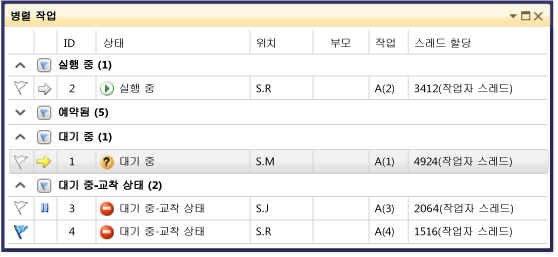 병렬 작업
ID 상태 위치 부모 작업 스레드 할당
실행 중 (1)
2 실행 중 S.R A(2) 3412(작업자 스레드)
예약됨 (5)
대기 중 (1)
1 대기 중 S.M A(1) 4924(작업자 스레드)
대기 중-교착 상태 (2)
3 대기 중-교착 상태 S.J A(3) 2064(작업자 스레드)
4 대기 중-교착 상태 S.R A(4) 1516(작업자 스레드)